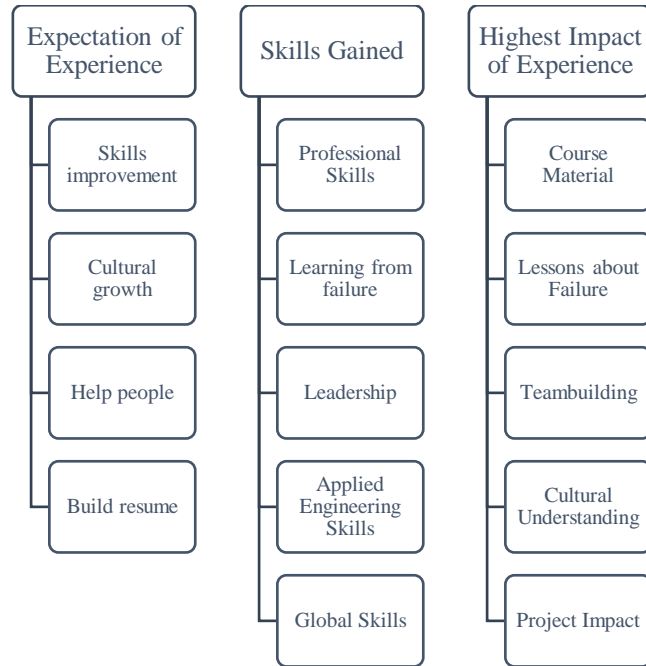 Expectation of
Experience
Skills
improvement
Cultural
growth
Help people
Build resume
Skills Gained
Professional
Skills
Learning from
failure
Leadership
Applied
Engineering
Skills
Global Skills
Highest Impact
of Experience
Course
Material
Lessons about
Failure
Teambuilding
Cultural
Understanding
Project Impact